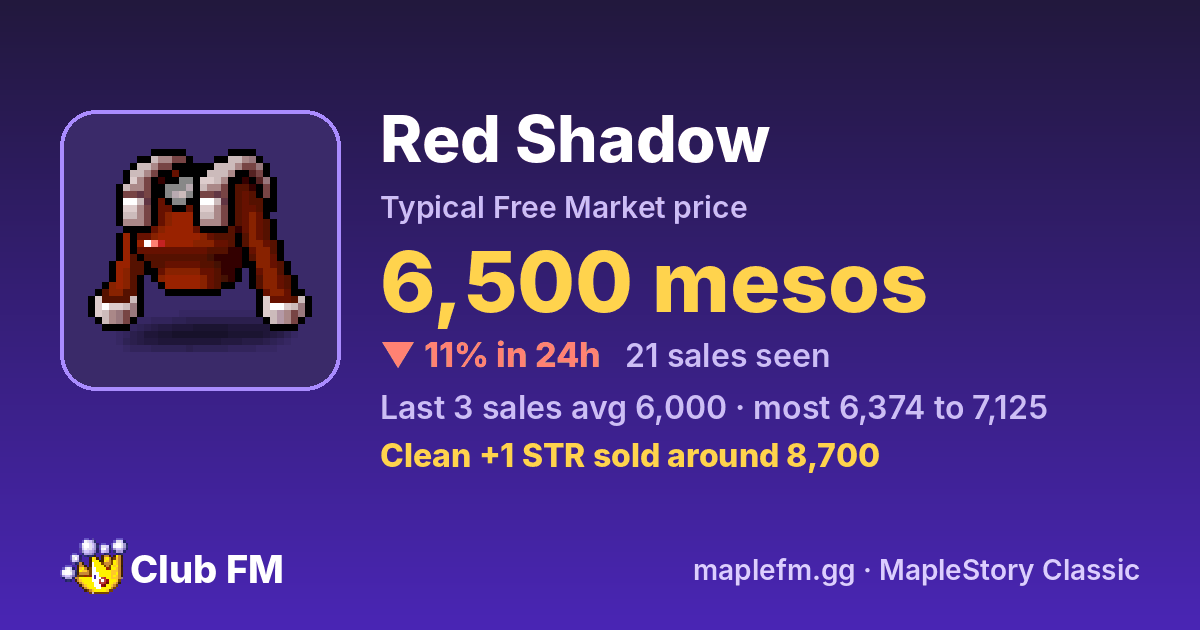 Red Shadow
Typical Free Market price
6,500 mesos
▼ 11% in 24h 21 sales seen
Last 3 sales avg 6,000 · most 6,374 to 7,125
Clean +1 STR sold around 8,700
Club FM
maplefm.gg · MapleStory Classic